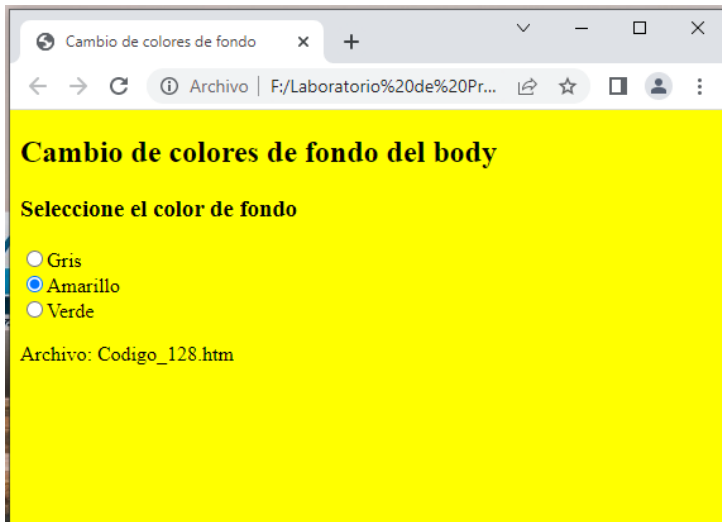 Cambio de colores de fondo
Archivo | F:/Laboratorio%20de%20Pr...
Cambio de colores de fondo del body
Seleccione el color de fondo
Gris
Amarillo
Verde
Archivo: Codigo_128.htm